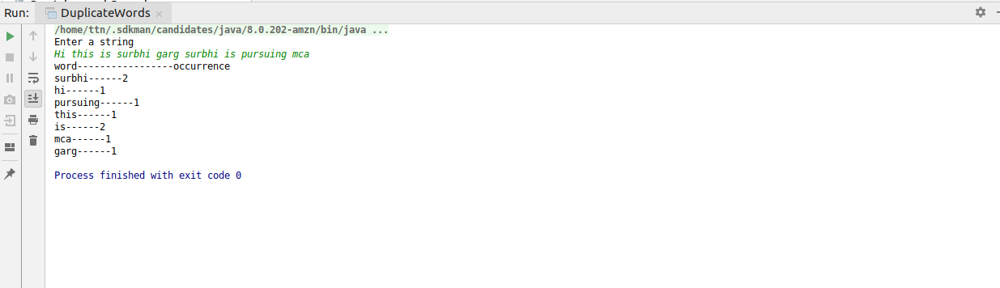 Run: DuplicateWords
/home/ttn/.sdkman/candidates/java/8.0.202-amzn/bin/java ...
Enter a string
Hi this is surbhi garg surbhi is pursuing mca
word-----------------occurrence
surbhi------2
hi------1
pursuing------1
this------1
is------2
mca------1
garg------1
Process finished with exit code 0